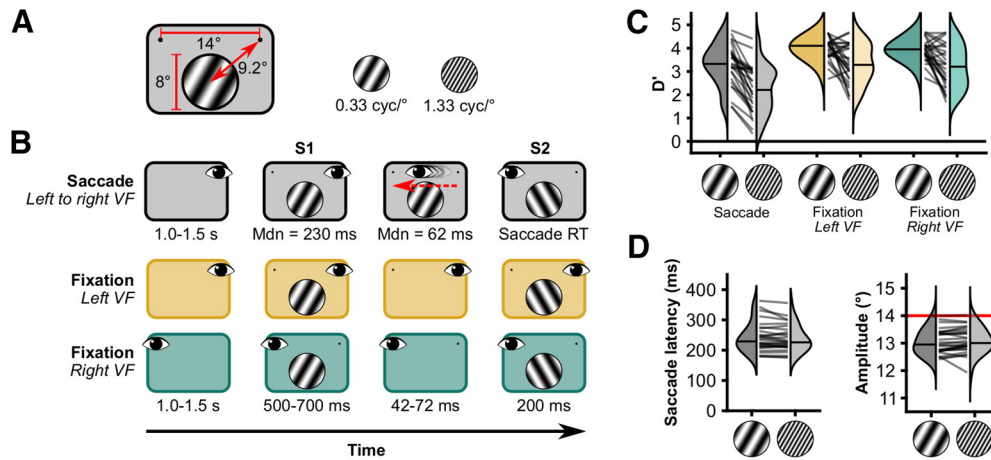 A
14°
8°
9.2°
0.33 cyc/°
1.33 cyc/°
B
S1
S2
Saccade
Left to right VF
1.0-1.5 s
Mdn = 230 ms
Mdn = 62 ms
Saccade RT
Fixation
Left VF
Fixation
Right VF
1.0-1.5 s
500-700 ms
42-72 ms
200 ms
Time
C
D'
5
4
3
2
1
0
Saccade
Fixation
Left VF
Fixation
Right VF
D
Saccade latency (ms)
400
300
200
100
0
Amplitude (°)
15
14
13
12
11